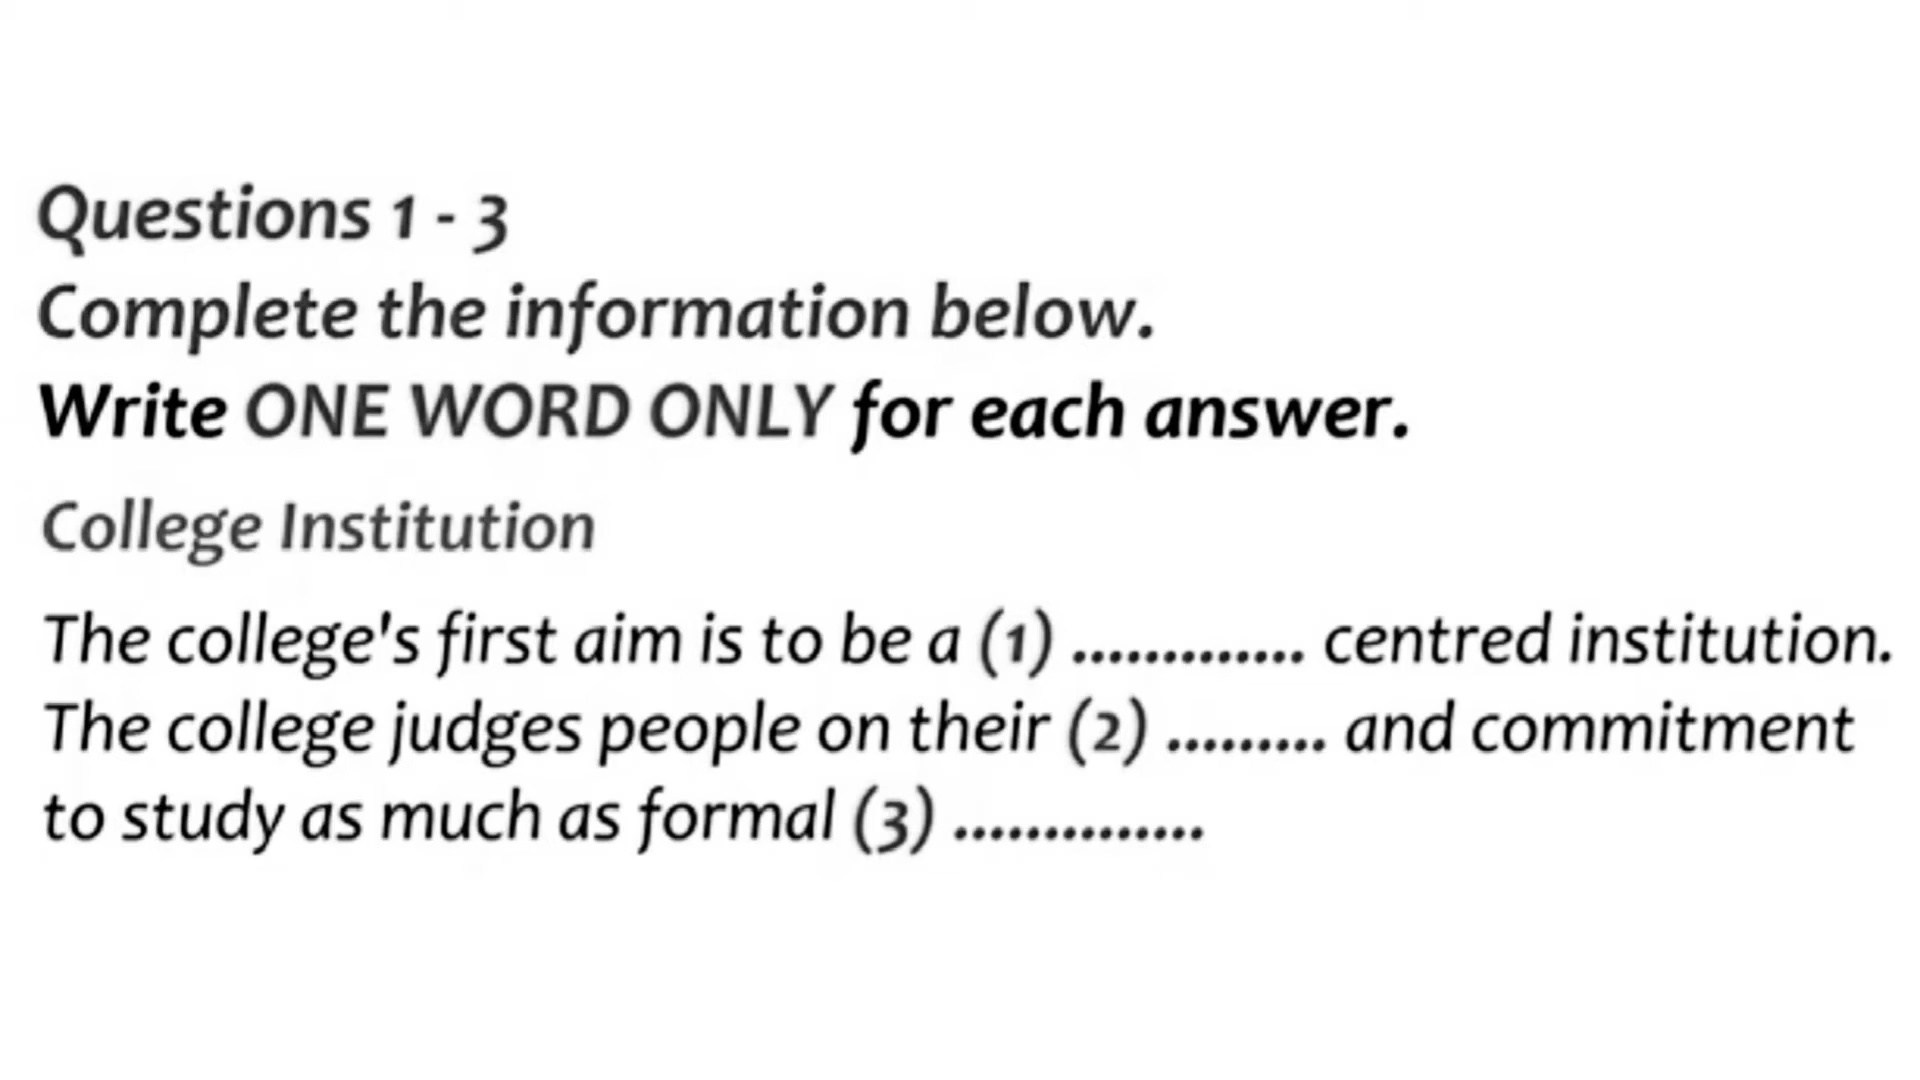 Questions 1 - 3
Complete the information below.
Write ONE WORD ONLY for each answer.
College Institution
The college's first aim is to be a (1) ............. centred institution.
The college judges people on their (2) ......... and commitment
to study as much as formal (3) ..............